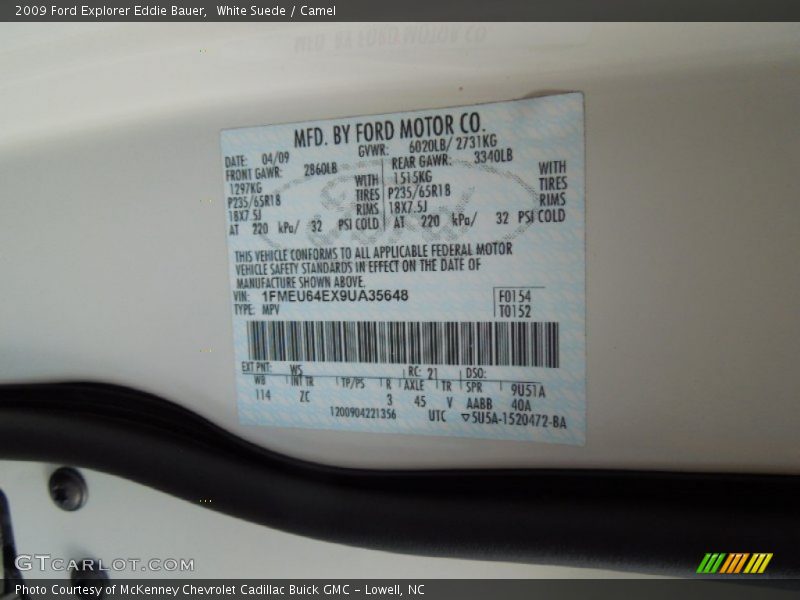 2009 Ford Explorer Eddie Bauer, White Suede / Camel
MFD. BY FORD MOTOR CO.
DATE: 04/09 GVWR: 6020LB/ 2731KG
FRONT GAWR: 2860LB REAR GAWR: 3340LB
1297KG WITH 1515KG WITH
P235/65R18 TIRES P235/65R18 TIRES
18X7.5J RIMS 18X7.5J RIMS
AT 220 kPa/ 32 PSI COLD AT 220 kPa/ 32 PSI COLD
THIS VEHICLE CONFORMS TO ALL APPLICABLE FEDERAL MOTOR
VEHICLE SAFETY STANDARDS IN EFFECT ON THE DATE OF
MANUFACTURE SHOWN ABOVE.
VIN: 1FMEU64EX9UA35648 F0154
TYPE: MPV T0152
EXT PNT: WS RC: 21 DSO:
WB INT TR TP/PS R AXLE TR SPR 9U51A
114 ZC 3 45 V AABB 40A
1200904221356 UTC ▽5U5A-1520472-BA
GTCARLOT.COM
Photo Courtesy of McKenney Chevrolet Cadillac Buick GMC – Lowell, NC